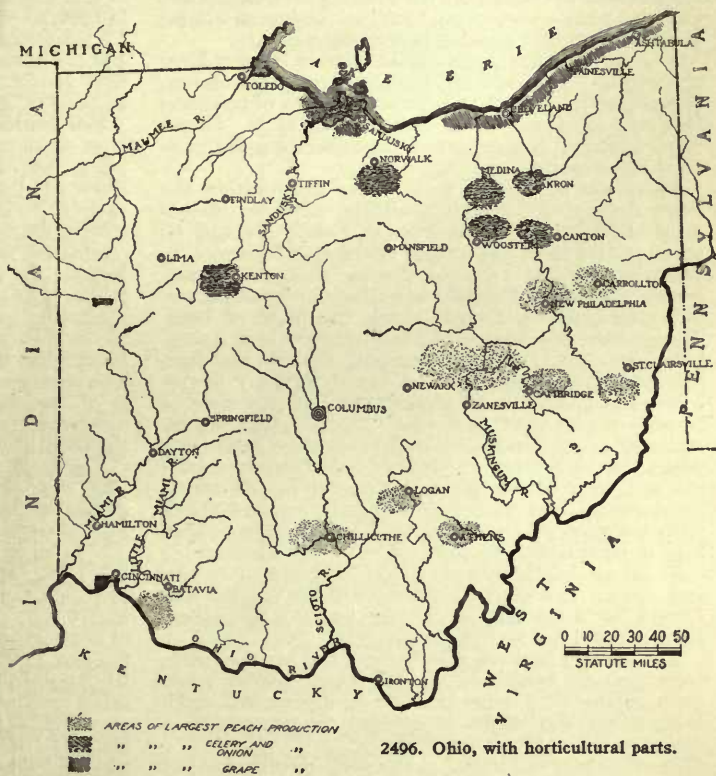 MICHIGAN
LAKE ERIE
ASHTABULA
PAINESVILLE
CLEVELAND
TOLEDO
MAUMEE R.
SANDUSKY
NORWALK
MEDINA
AKRON
TIFFIN
FINDLAY
SANDUSKY R.
MANSFIELD
WOOSTER
CANTON
LIMA
KENTON
CARROLLTON
NEW PHILADELPHIA
INDIANA
PENNSYLVANIA
ST.CLAIRSVILLE
NEWARK
CAMBRIDGE
ZANESVILLE
COLUMBUS
SPRINGFIELD
MUSKINGUM R.
DAYTON
MIAMI R.
LITTLE MIAMI R.
LOGAN
HAMILTON
CHILLICOTHE
ATHENS
CINCINNATI
BATAVIA
SCIOTO R.
OHIO RIVER
WEST VIRGINIA
KENTUCKY
IRONTON
0 10 20 30 40 50
STATUTE MILES
AREAS OF LARGEST PEACH PRODUCTION
" " " CELERY AND ONION "
" " " GRAPE "
2496. Ohio, with horticultural parts.